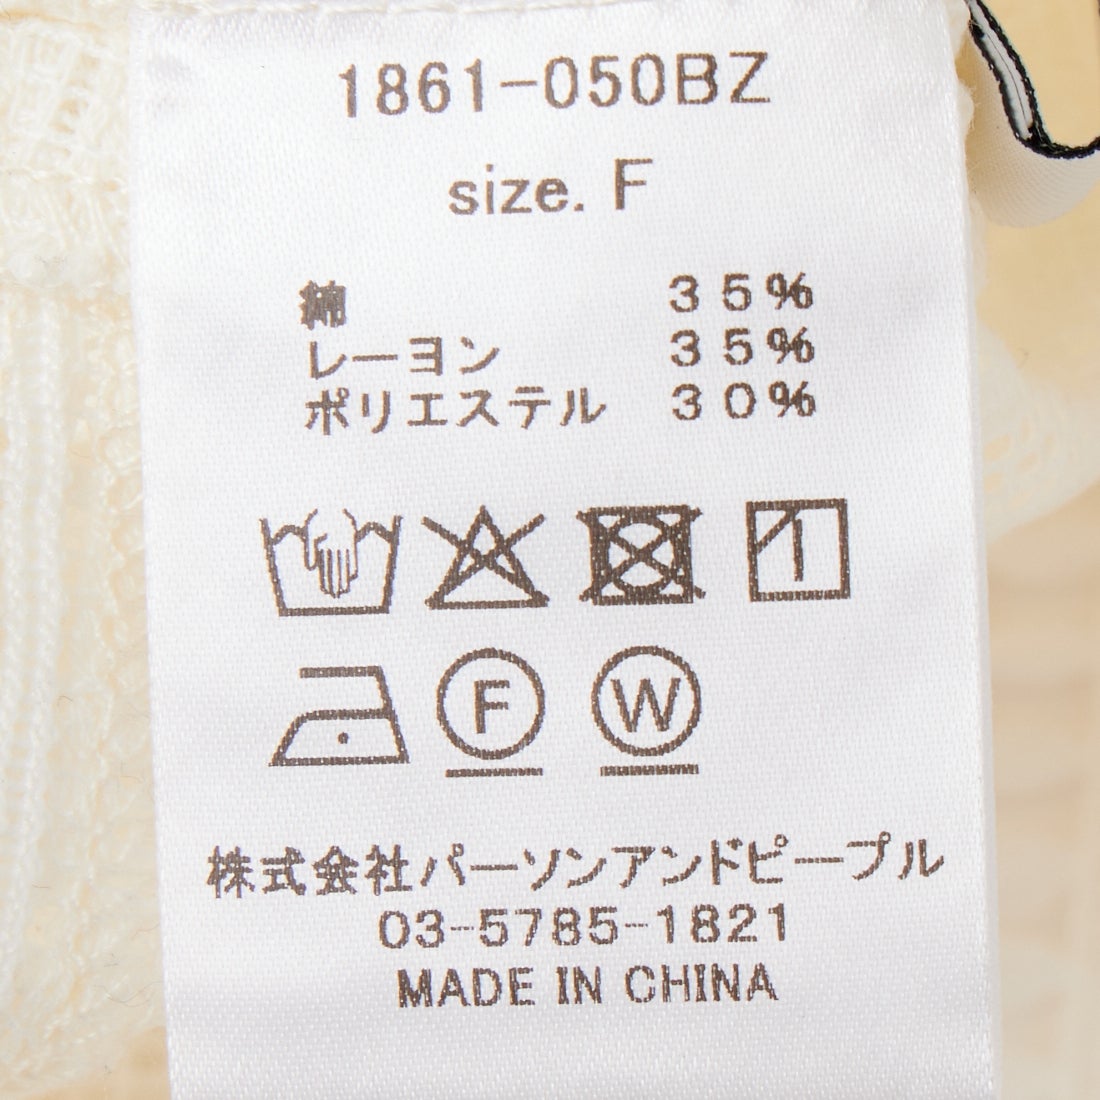 1861-050BZ
size. F
綿 35%
レーヨン 35%
ポリエステル 30%
F W
株式会社パーソンアンドピープル
03-5785-1821
MADE IN CHINA